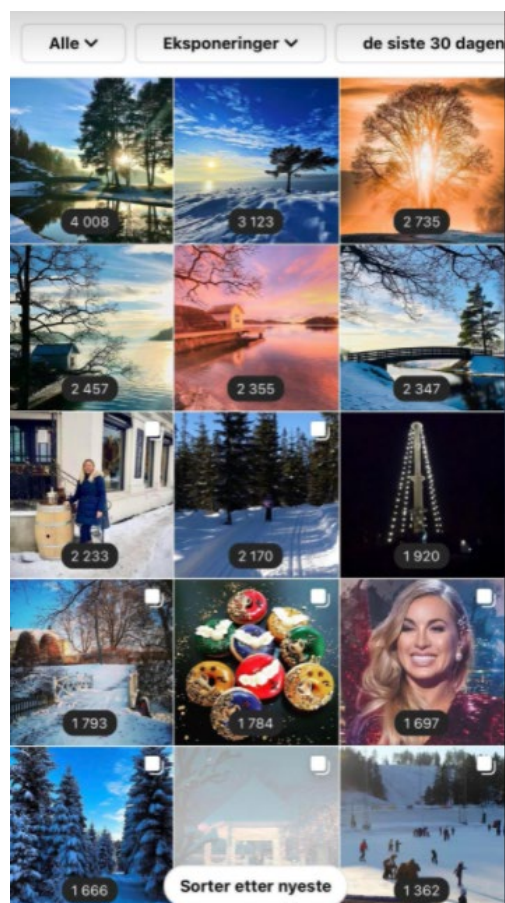 Alle Eksponeringer de siste 30 dagen
4 008 3 123 2 735
2 457 2 355 2 347
2 233 2 170 1 920
1 793 1 784 1 697
1 666 Sorter etter nyeste 1 362